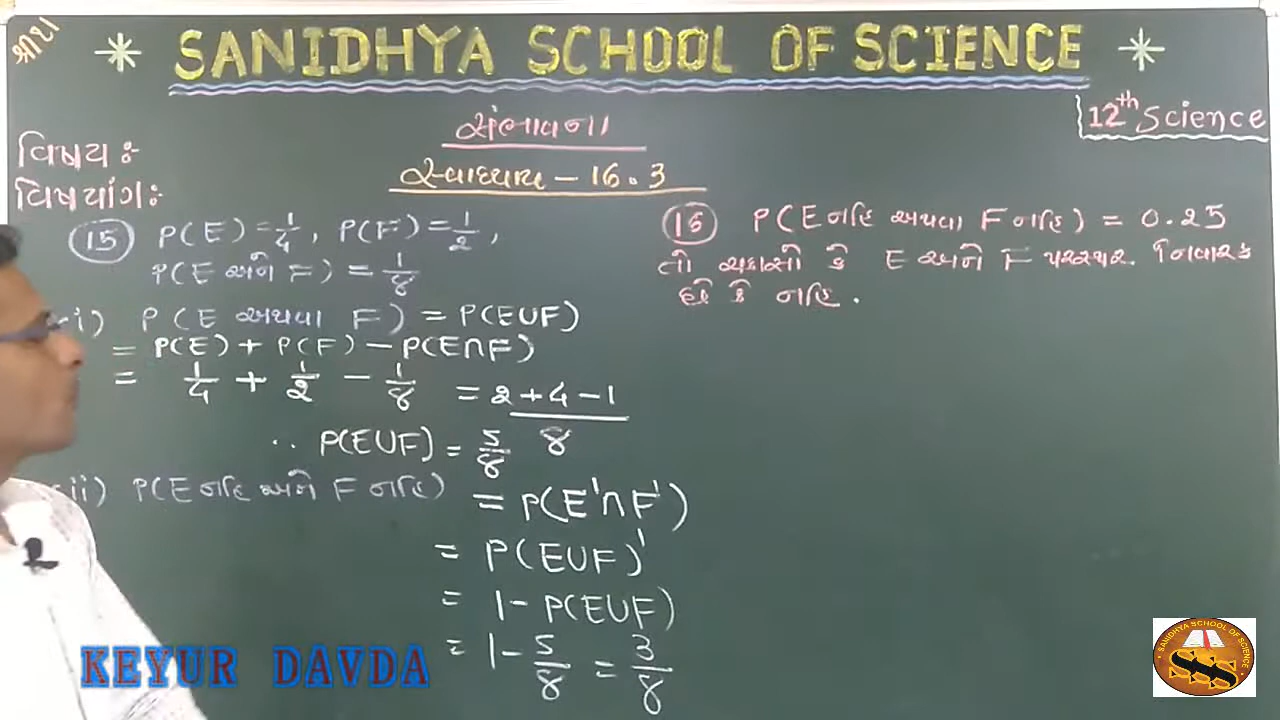 શ્રીરામ
* SANIDHYA SCHOOL OF SCIENCE *
12th Science
સંભાવના
વિષય:-
વિષયાંગ:-
સ્વાધ્યાય - 16.3
(15) P(E) = 1/4, P(F) = 1/2,
P(E અને F) = 1/8
i) P(E અથવા F) = P(E∪F)
= P(E) + P(F) - P(E∩F)
= 1/4 + 1/2 - 1/8 = (2+4-1)/8
∴ P(E∪F) = 5/8
ii) P(E નહિ અને F નહિ) = P(E'∩F')
= P(E∪F)'
= 1 - P(E∪F)
= 1 - 5/8 = 3/8
(16) P(E નહિ અથવા F નહિ) = 0.25
તો ચકાસો કે E અને F પરસ્પર નિવારક
છે કે નહિ.
KEYUR DAVDA
SANIDHYA SCHOOL OF SCIENCE
SSS